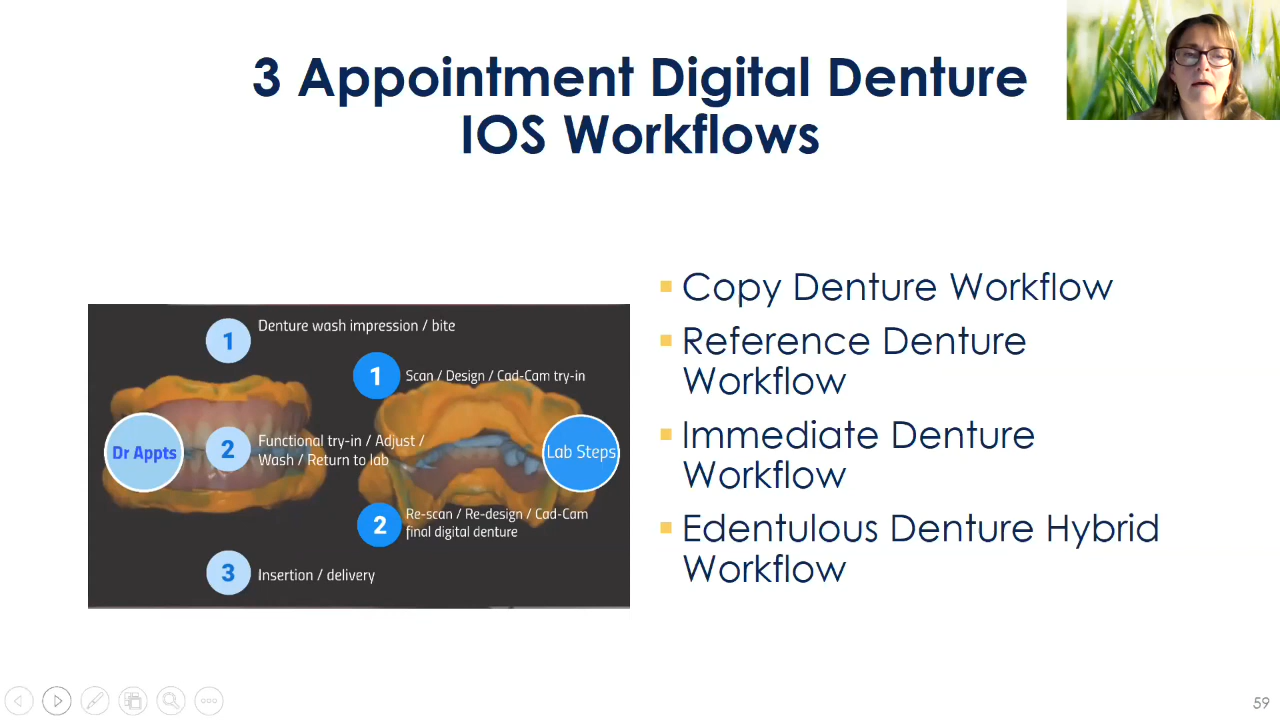 3 Appointment Digital Denture
IOS Workflows
1
Denture wash impression / bite
1
Scan / Design / Cad-Cam try-in
Dr Appts
2
Functional try-in / Adjust /
Wash / Return to lab
Lab Steps
2
Re-scan / Re-design / Cad-Cam
final digital denture
3
Insertion / delivery
Copy Denture Workflow
Reference Denture
Workflow
Immediate Denture
Workflow
Edentulous Denture Hybrid
Workflow
59